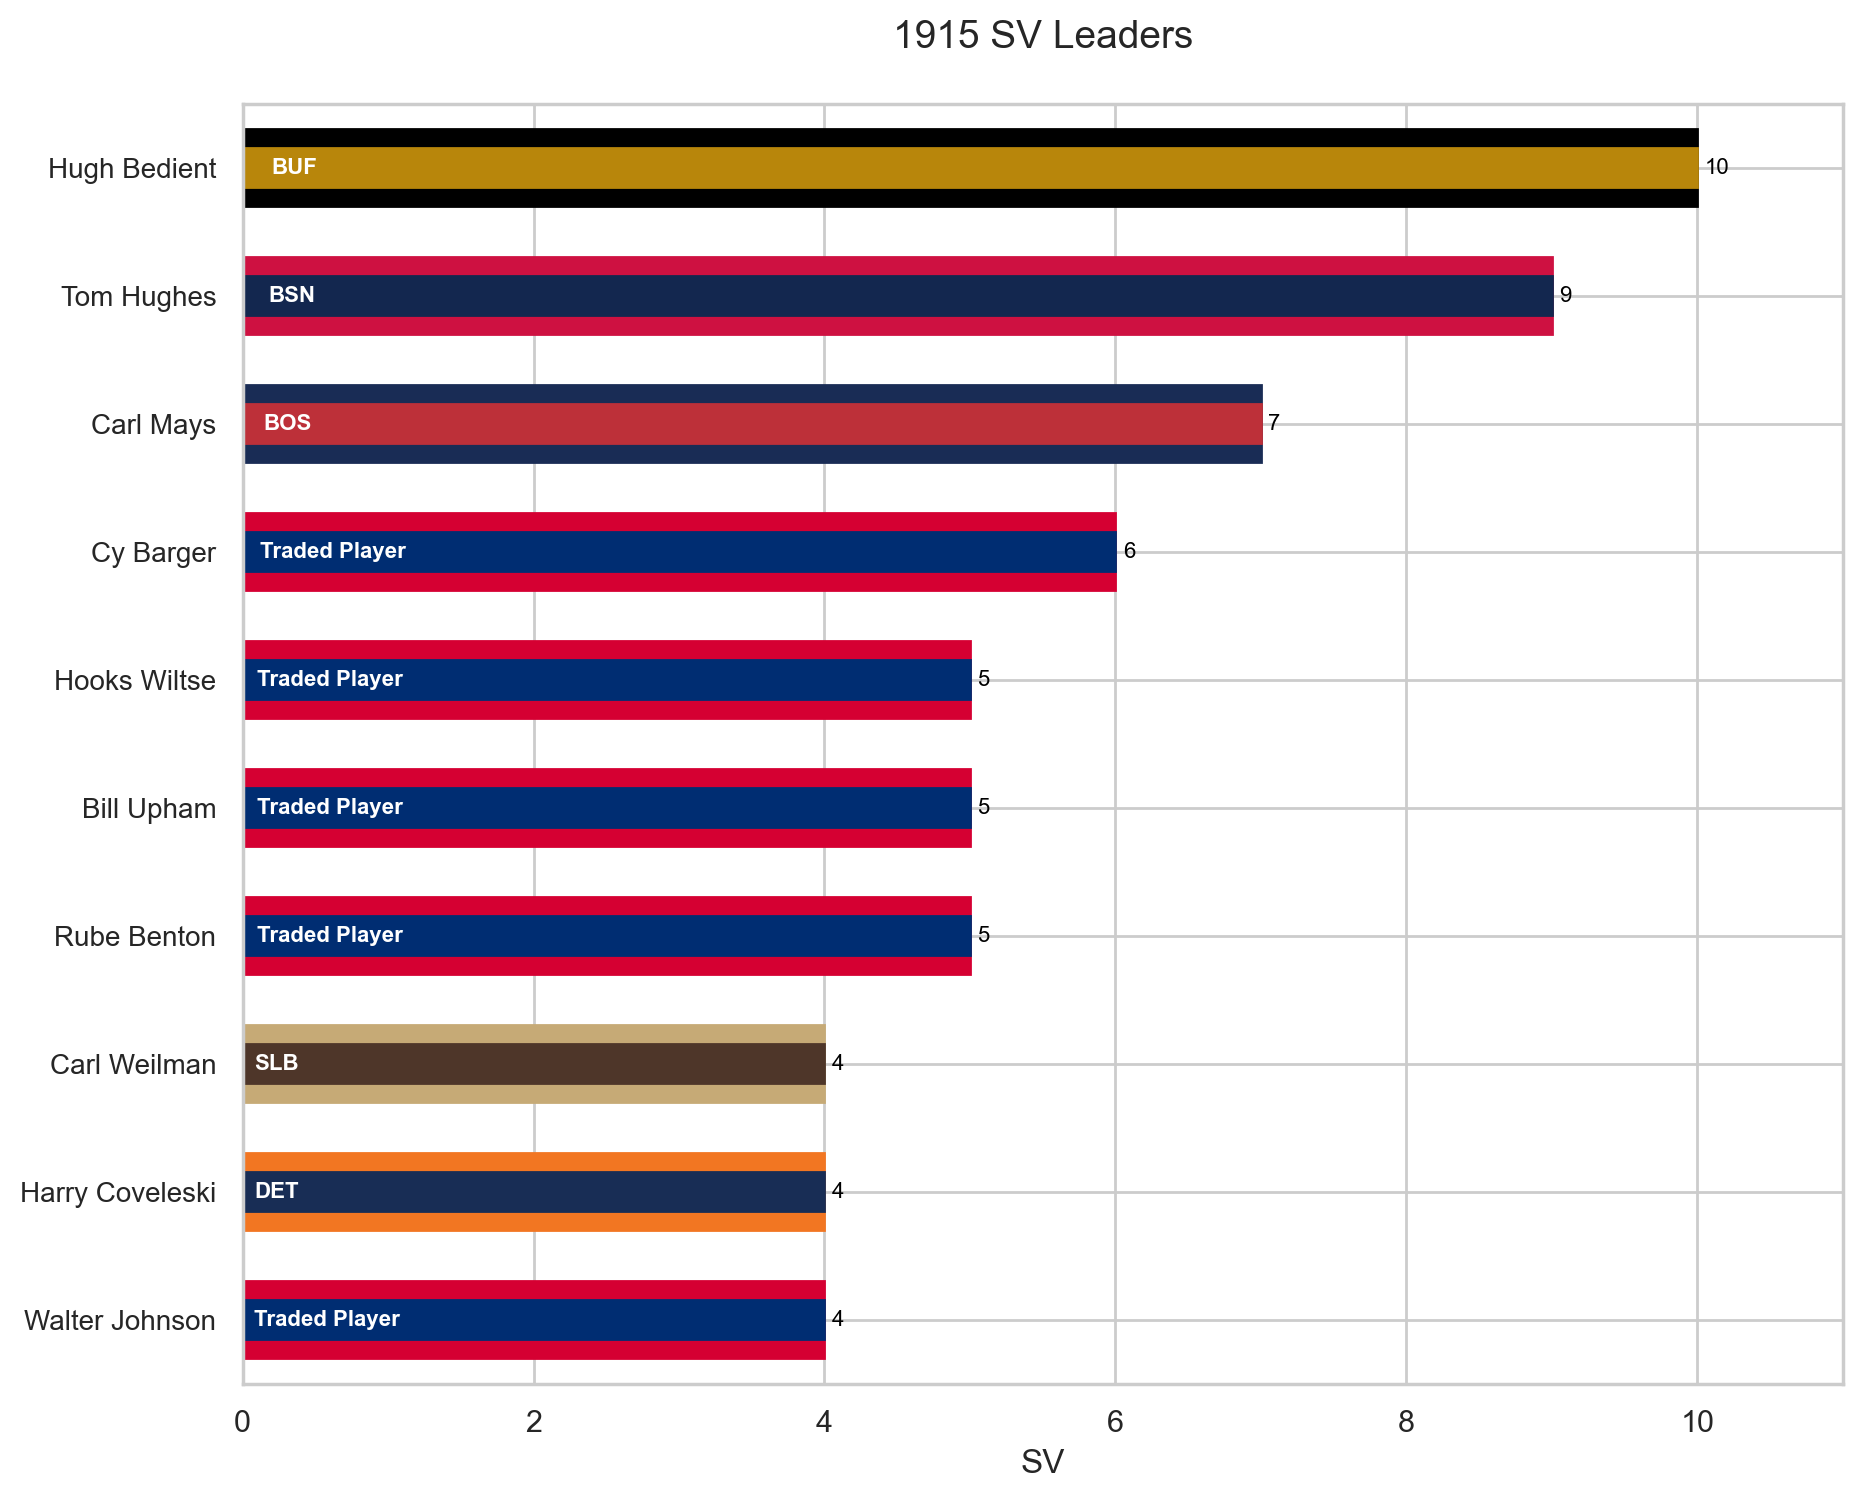 1915 SV Leaders
Hugh Bedient BUF 10
Tom Hughes BSN 9
Carl Mays BOS 7
Cy Barger Traded Player 6
Hooks Wiltse Traded Player 5
Bill Upham Traded Player 5
Rube Benton Traded Player 5
Carl Weilman SLB 4
Harry Coveleski DET 4
Walter Johnson Traded Player 4
0 2 4 6 8 10
SV